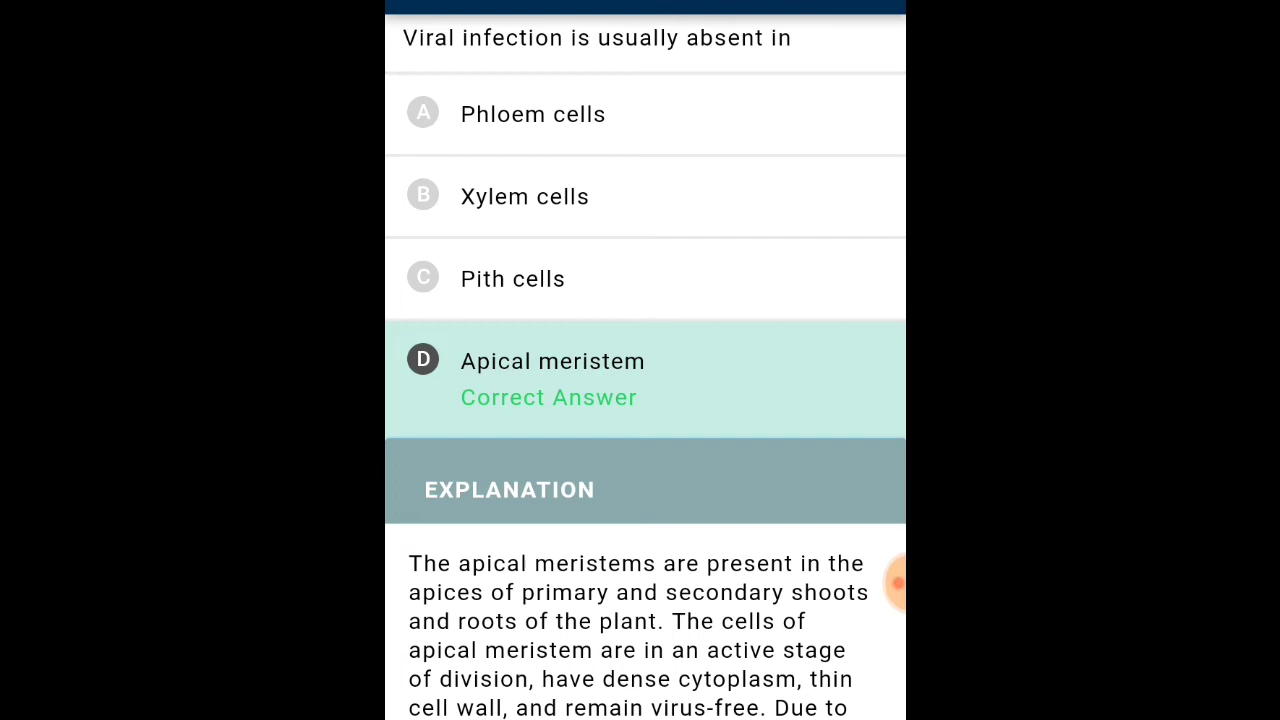 Viral infection is usually absent in
A Phloem cells
B Xylem cells
C Pith cells
D Apical meristem
Correct Answer
EXPLANATION
The apical meristems are present in the
apices of primary and secondary shoots
and roots of the plant. The cells of
apical meristem are in an active stage
of division, have dense cytoplasm, thin
cell wall, and remain virus-free. Due to